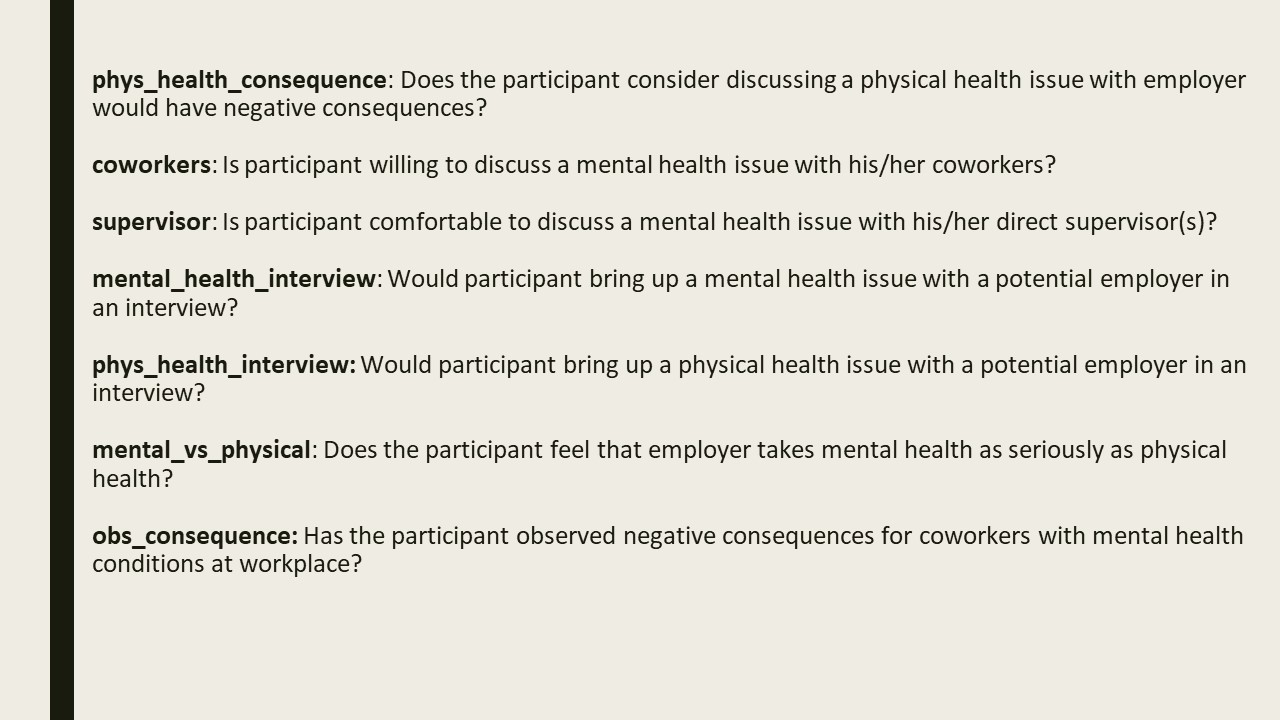 phys_health_consequence: Does the participant consider discussing a physical health issue with employer
would have negative consequences?
coworkers: Is participant willing to discuss a mental health issue with his/her coworkers?
supervisor: Is participant comfortable to discuss a mental health issue with his/her direct supervisor(s)?
mental_health_interview: Would participant bring up a mental health issue with a potential employer in
an interview?
phys_health_interview: Would participant bring up a physical health issue with a potential employer in an
interview?
mental_vs_physical: Does the participant feel that employer takes mental health as seriously as physical
health?
obs_consequence: Has the participant observed negative consequences for coworkers with mental health
conditions at workplace?